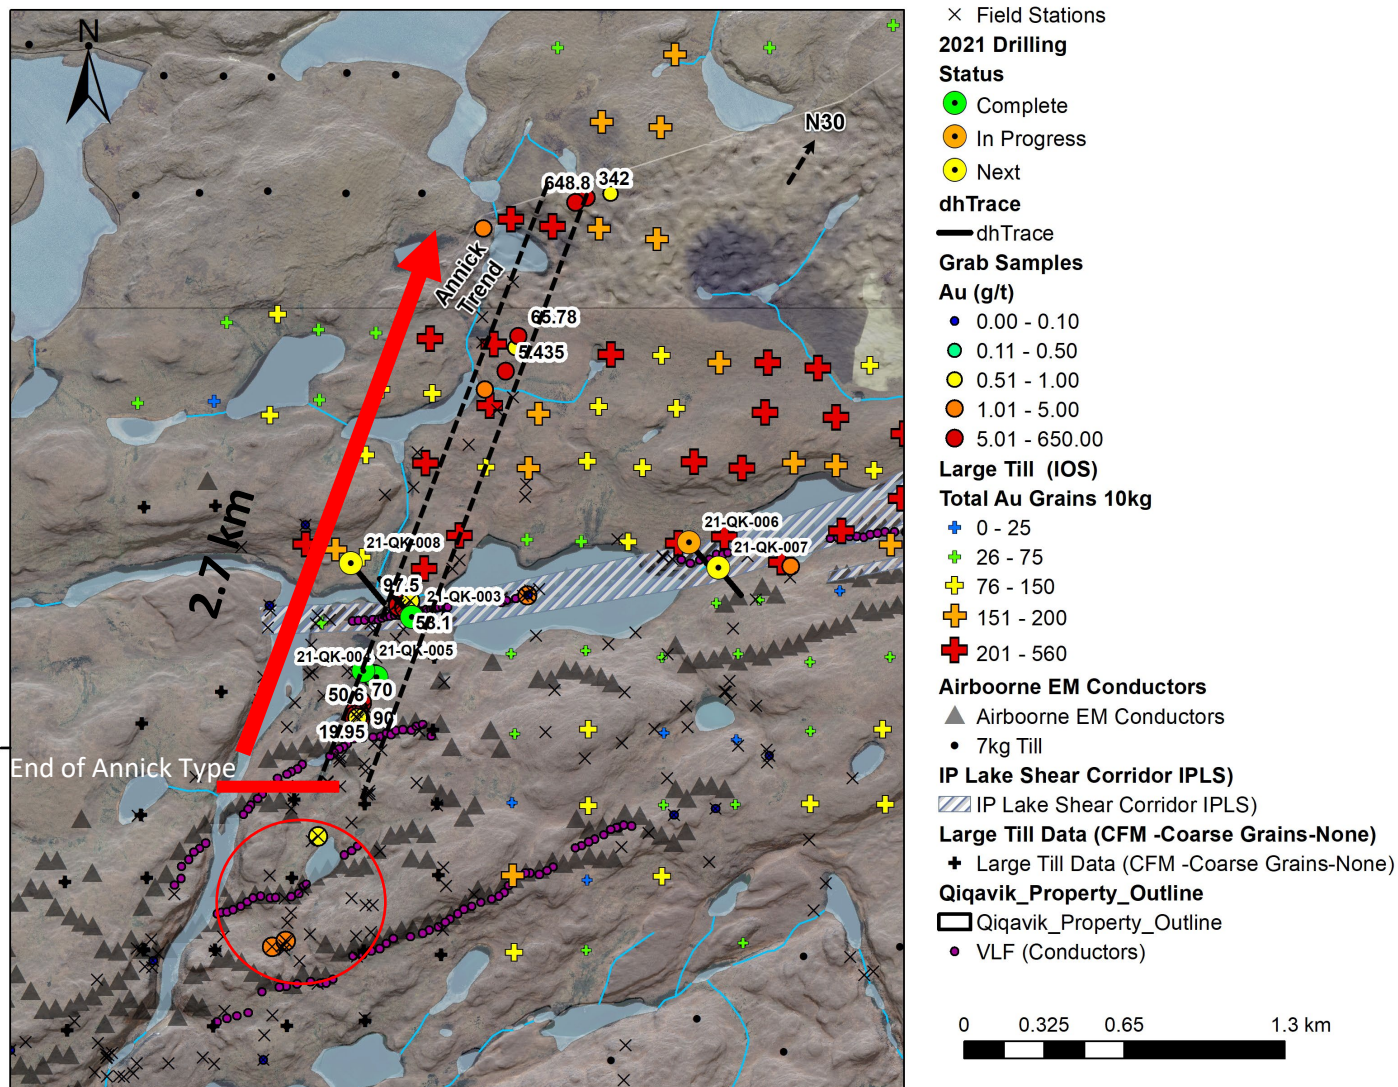 N
N30
648.8
342
Annick
Trend
65.78
5.435
2.7 km
21-QK-006
21-QK-008
21-QK-007
97.5
21-QK-003
58.1
21-QK-005
21-QK-004
50.6
70
90
19.95
End of Annick Type
Field Stations
2021 Drilling
Status
Complete
In Progress
Next
dhTrace
dhTrace
Grab Samples
Au (g/t)
0.00 - 0.10
0.11 - 0.50
0.51 - 1.00
1.01 - 5.00
5.01 - 650.00
Large Till (IOS)
Total Au Grains 10kg
0 - 25
26 - 75
76 - 150
151 - 200
201 - 560
Airboorne EM Conductors
Airboorne EM Conductors
7kg Till
IP Lake Shear Corridor IPLS)
IP Lake Shear Corridor IPLS)
Large Till Data (CFM -Coarse Grains-None)
Large Till Data (CFM -Coarse Grains-None)
Qiqavik_Property_Outline
Qiqavik_Property_Outline
VLF (Conductors)
0 0.325 0.65 1.3 km